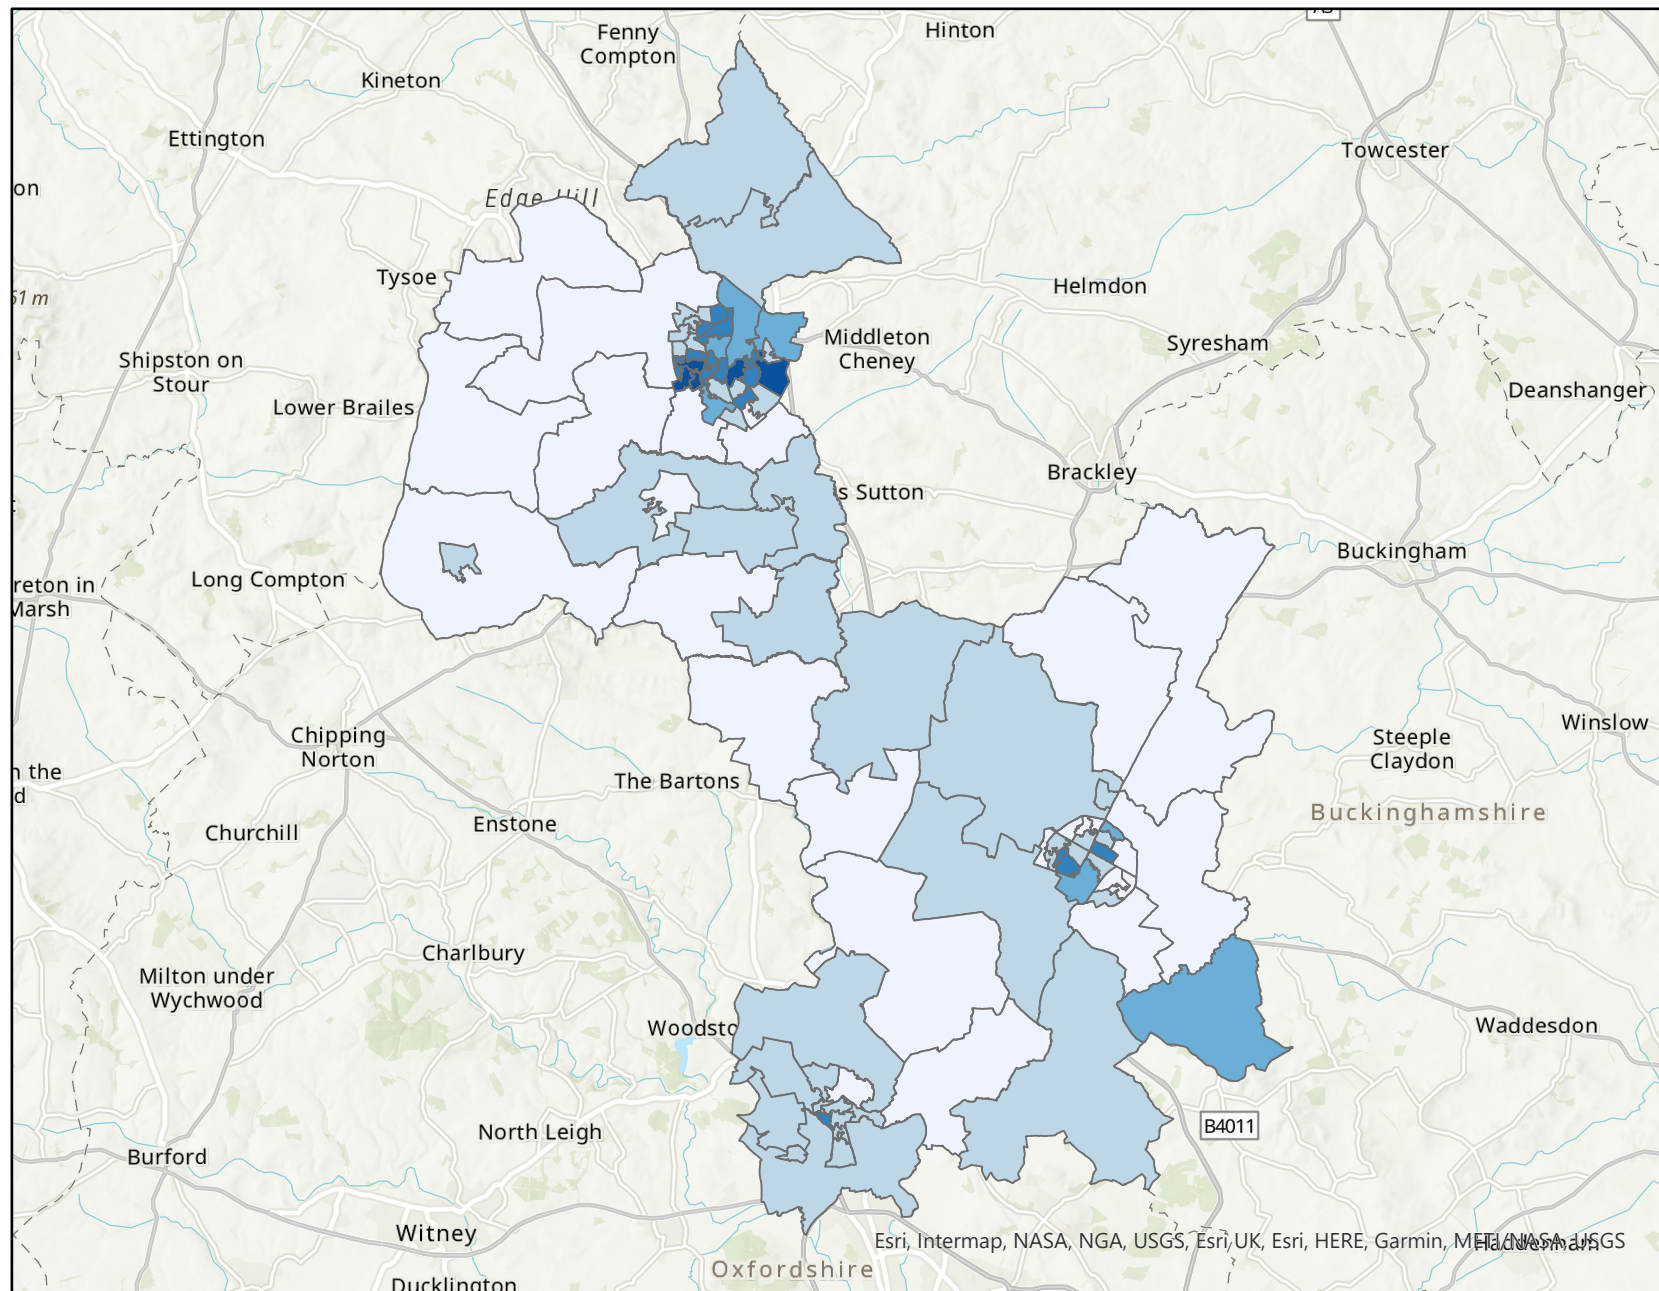 Fenny
Compton
Hinton
Kineton
Ettington
Towcester
on
Edge Hill
Tysoe
Helmdon
51 m
Middleton
Cheney
Syresham
Shipston on
Stour
Deanshanger
Lower Brailes
Brackley
s Sutton
Buckingham
Long Compton
reton in
Marsh
Winslow
Chipping
Norton
Steeple
Claydon
n the
d
The Bartons
Buckinghamshire
Enstone
Churchill
Charlbury
Milton under
Wychwood
Woodsto
Waddesdon
B4011
North Leigh
Burford
Witney
Esri, Intermap, NASA, NGA, USGS, Esri UK, Esri, HERE, Garmin, METI/NASA, USGS
Haddenham
Oxfordshire
Ducklington